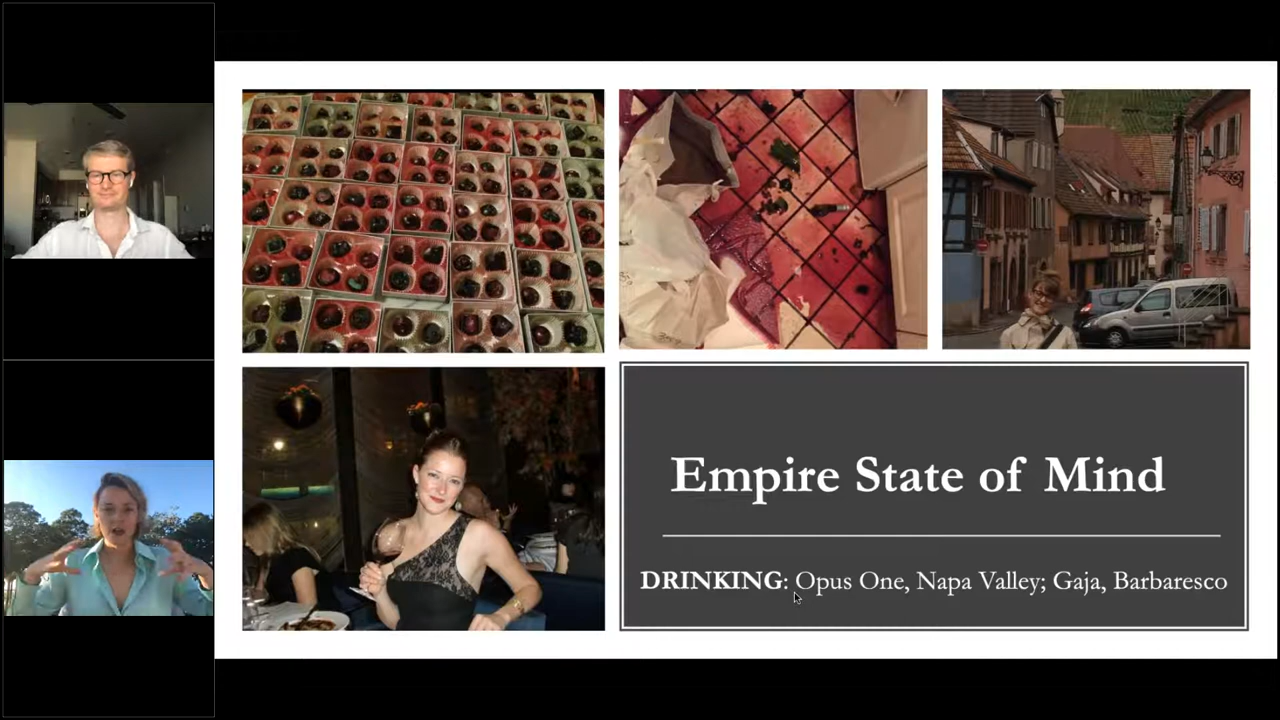 Empire State of Mind
DRINKING: Opus One, Napa Valley; Gaja, Barbaresco